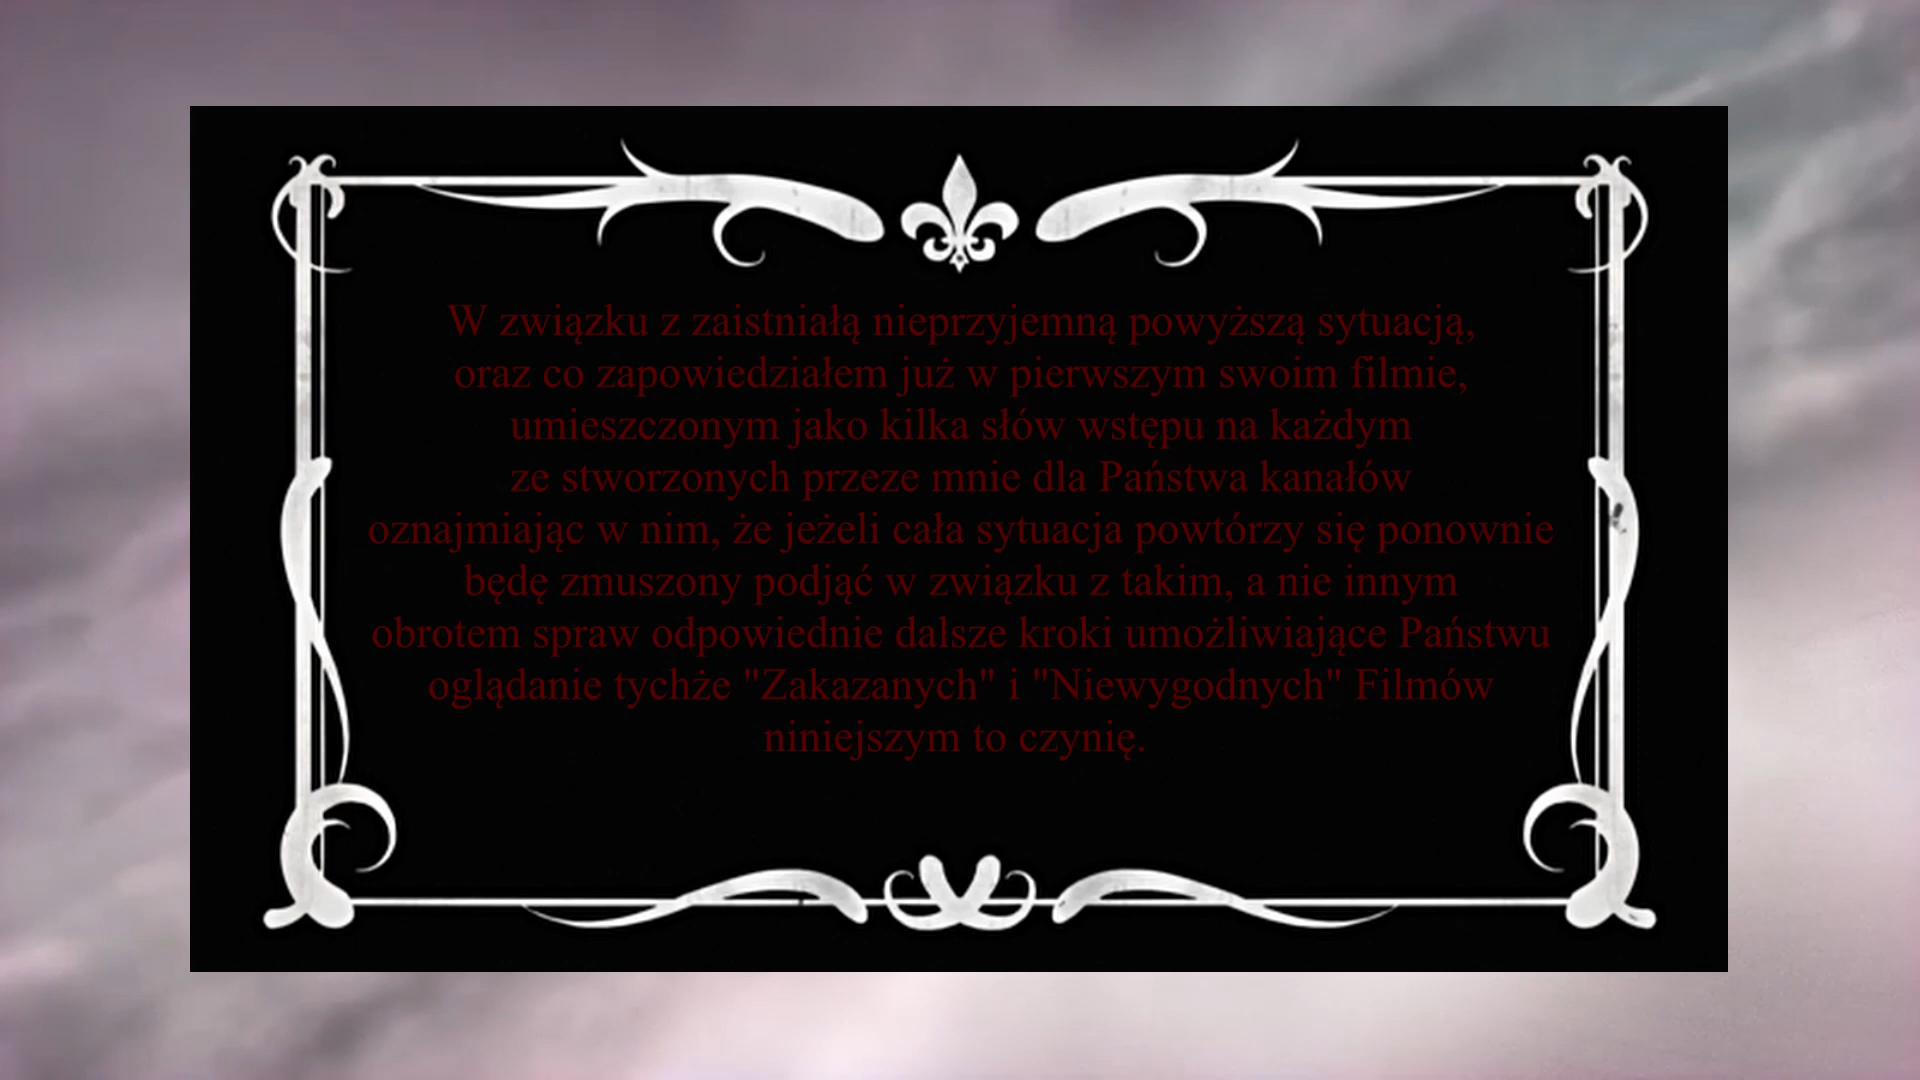 W związku z zaistniałą nieprzyjemną powyższą sytuacją,
oraz co zapowiedziałem już w pierwszym swoim filmie,
umieszczonym jako kilka słów wstępu na każdym
ze stworzonych przeze mnie dla Państwa kanałów
oznajmiając w nim, że jeżeli cała sytuacja powtórzy się ponownie
będę zmuszony podjąć w związku z takim, a nie innym
obrotem spraw odpowiednie dalsze kroki umożliwiające Państwu
oglądanie tychże "Zakazanych" i "Niewygodnych" Filmów
niniejszym to czynię.